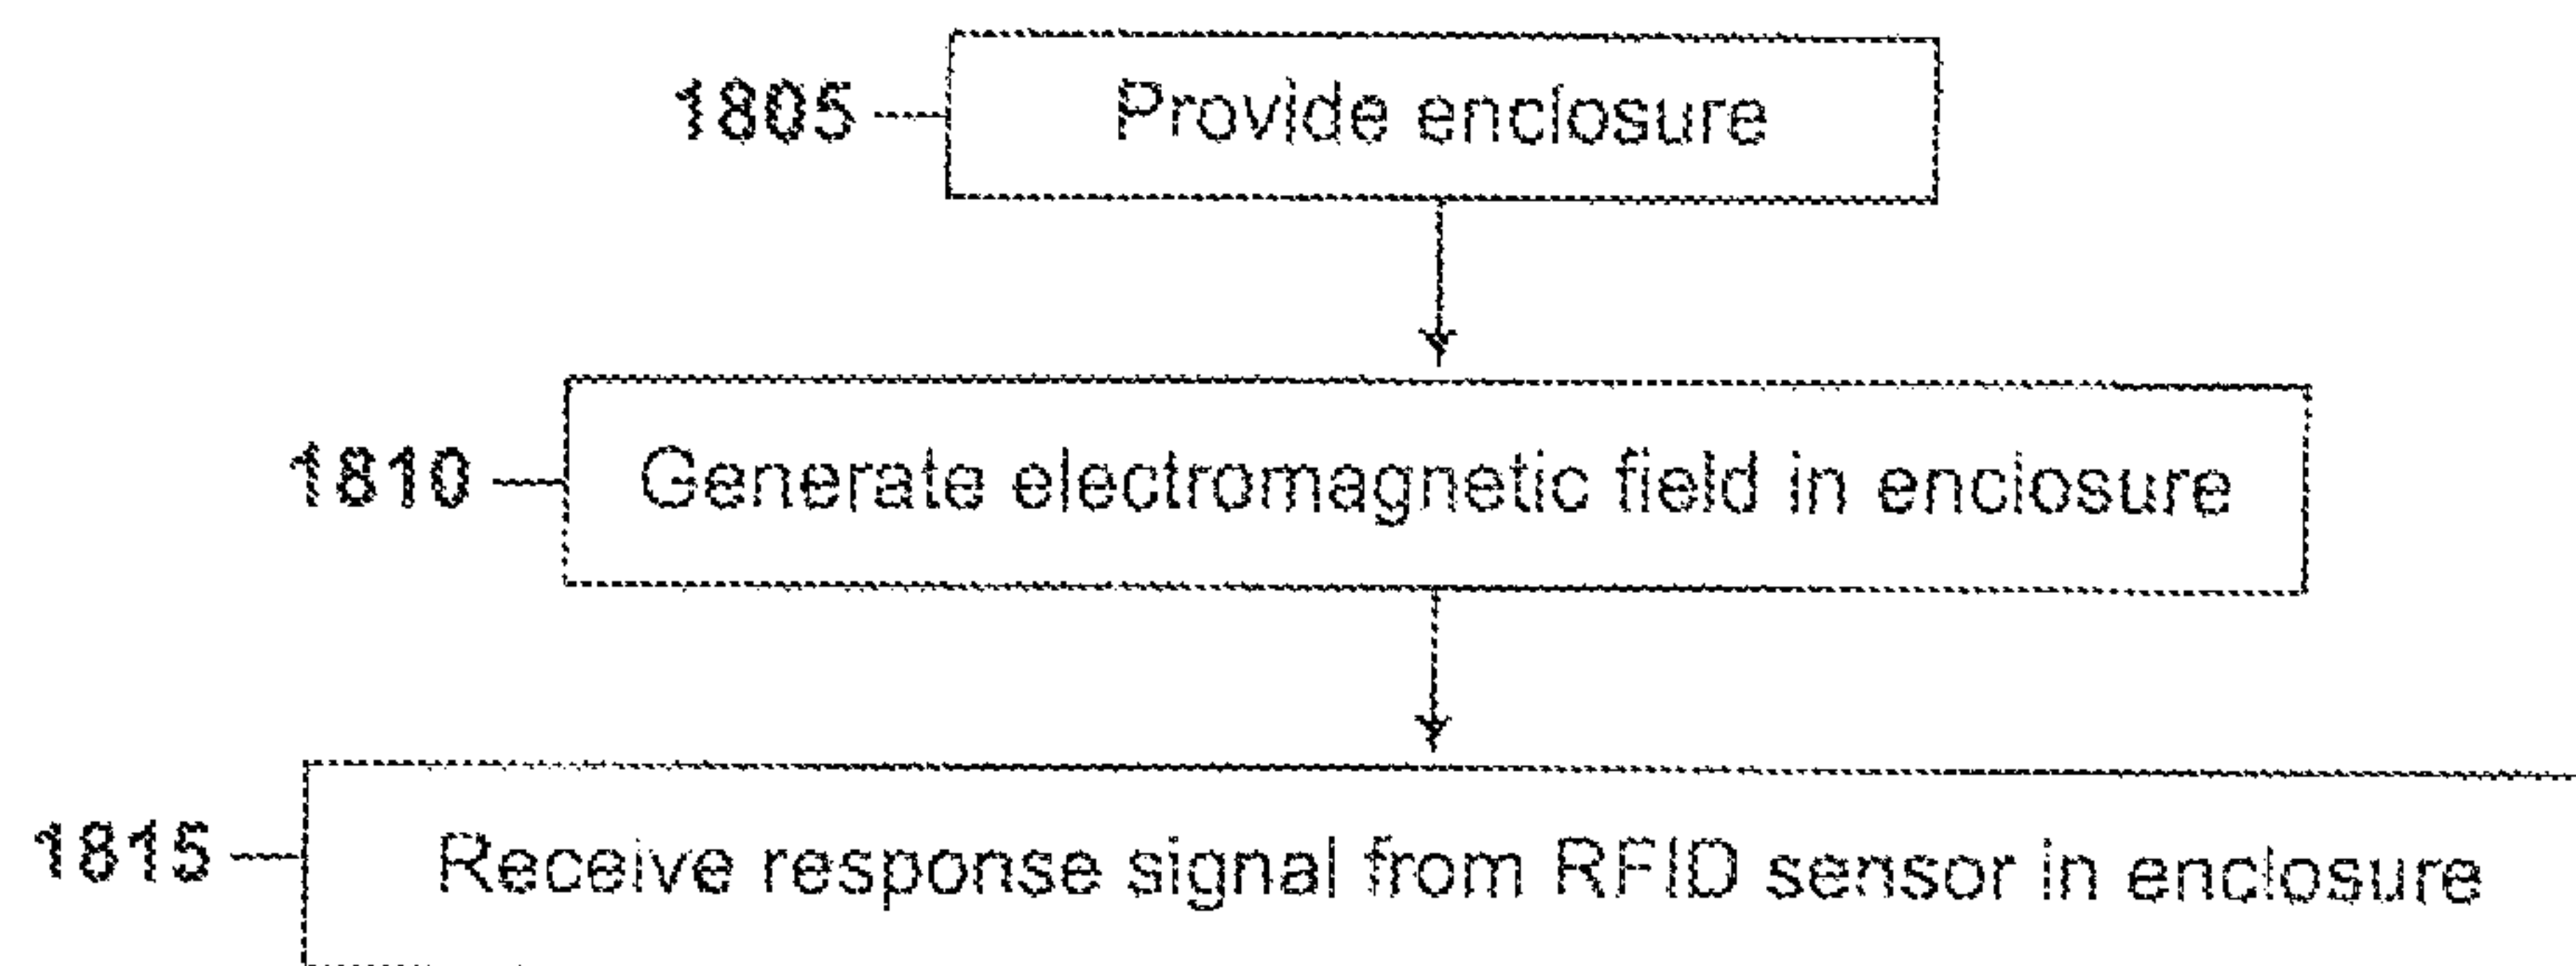 1805 Provide enclosure
1810 Generate electromagnetic field in enclosure
1815 Receive response signal from RFID sensor in enclosure